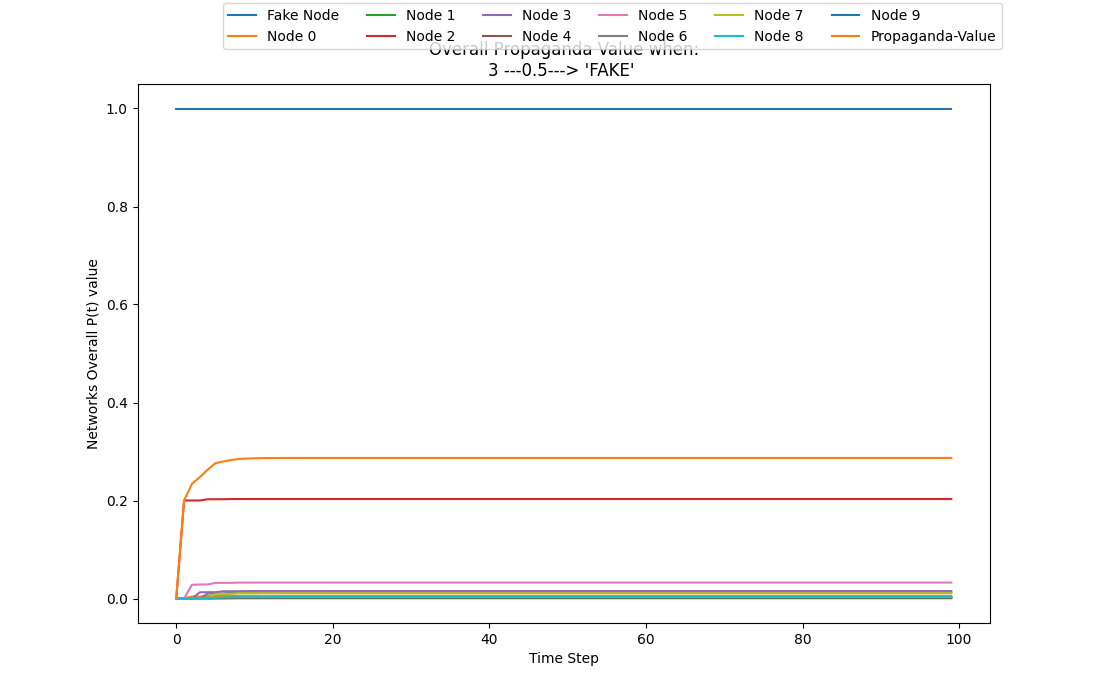 Fake Node Node 1 Node 3 Node 5 Node 7 Node 9
Node 0 Node 2 Node 4 Node 6 Node 8 Propaganda-Value
Overall Propaganda Value when:
3 ---0.5---> 'FAKE'
1.0
0.8
0.6
0.4
0.2
0.0
Networks Overall P(t) value
0 20 40 60 80 100
Time Step